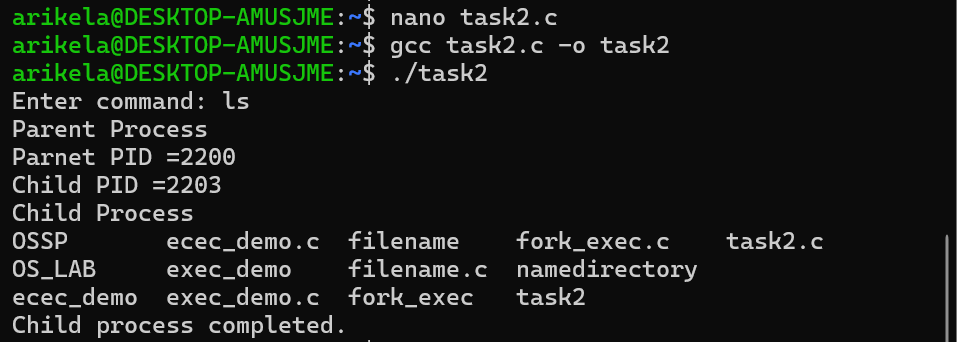 arikela@DESKTOP-AMUSJME:~$ nano task2.c
arikela@DESKTOP-AMUSJME:~$ gcc task2.c -o task2
arikela@DESKTOP-AMUSJME:~$ ./task2
Enter command: ls
Parent Process
Parnet PID =2200
Child PID =2203
Child Process
OSSP       ecec_demo.c  filename    fork_exec.c    task2.c
OS_LAB     exec_demo    filename.c  namedirectory
ecec_demo  exec_demo.c  fork_exec   task2
Child process completed.